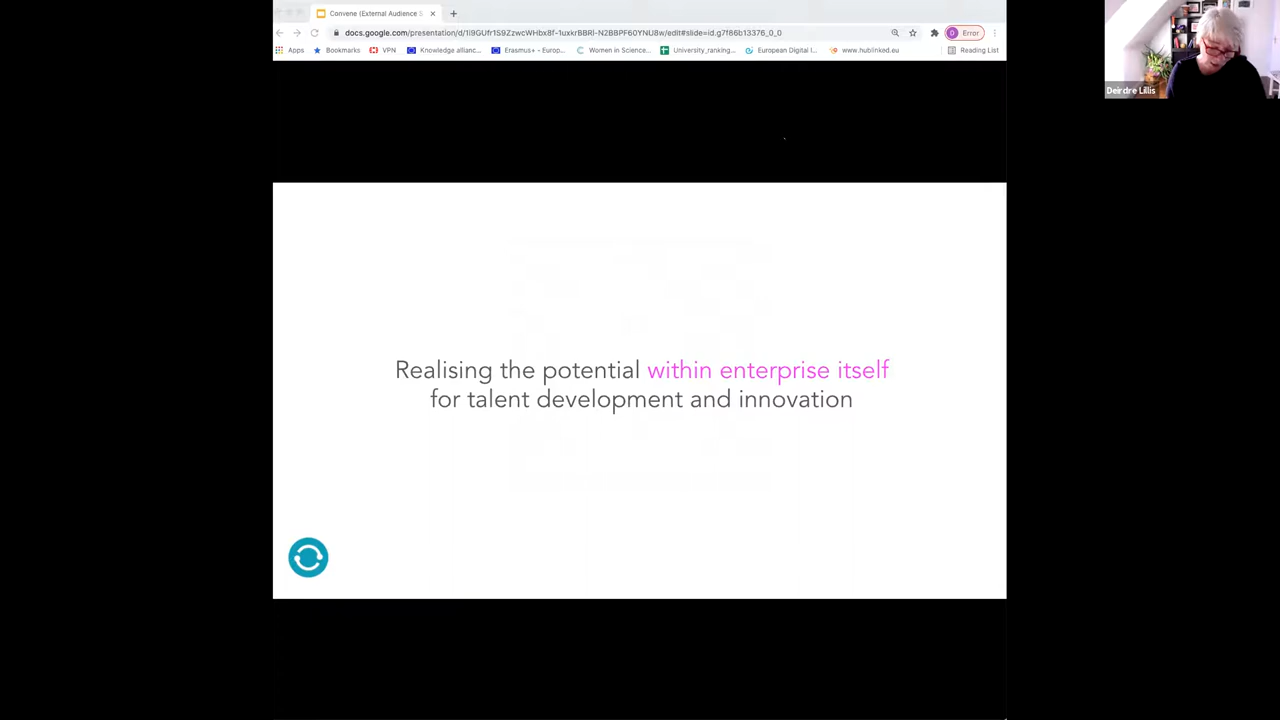 Convene (External Audience S
docs.google.com/presentation/d/1i9GUfr1S9ZzwcWHbx8f-1uxkrBBRl-N2BBPF60YNU8w/edit#slide=id.g7f86b13376_0_0
D Error
Apps Bookmarks VPN Knowledge allianc... Erasmus+ - Europ... Women in Science... University_ranking... European Digital I... www.hublinked.eu Reading List
Deirdre Lillis
Realising the potential within enterprise itself
for talent development and innovation